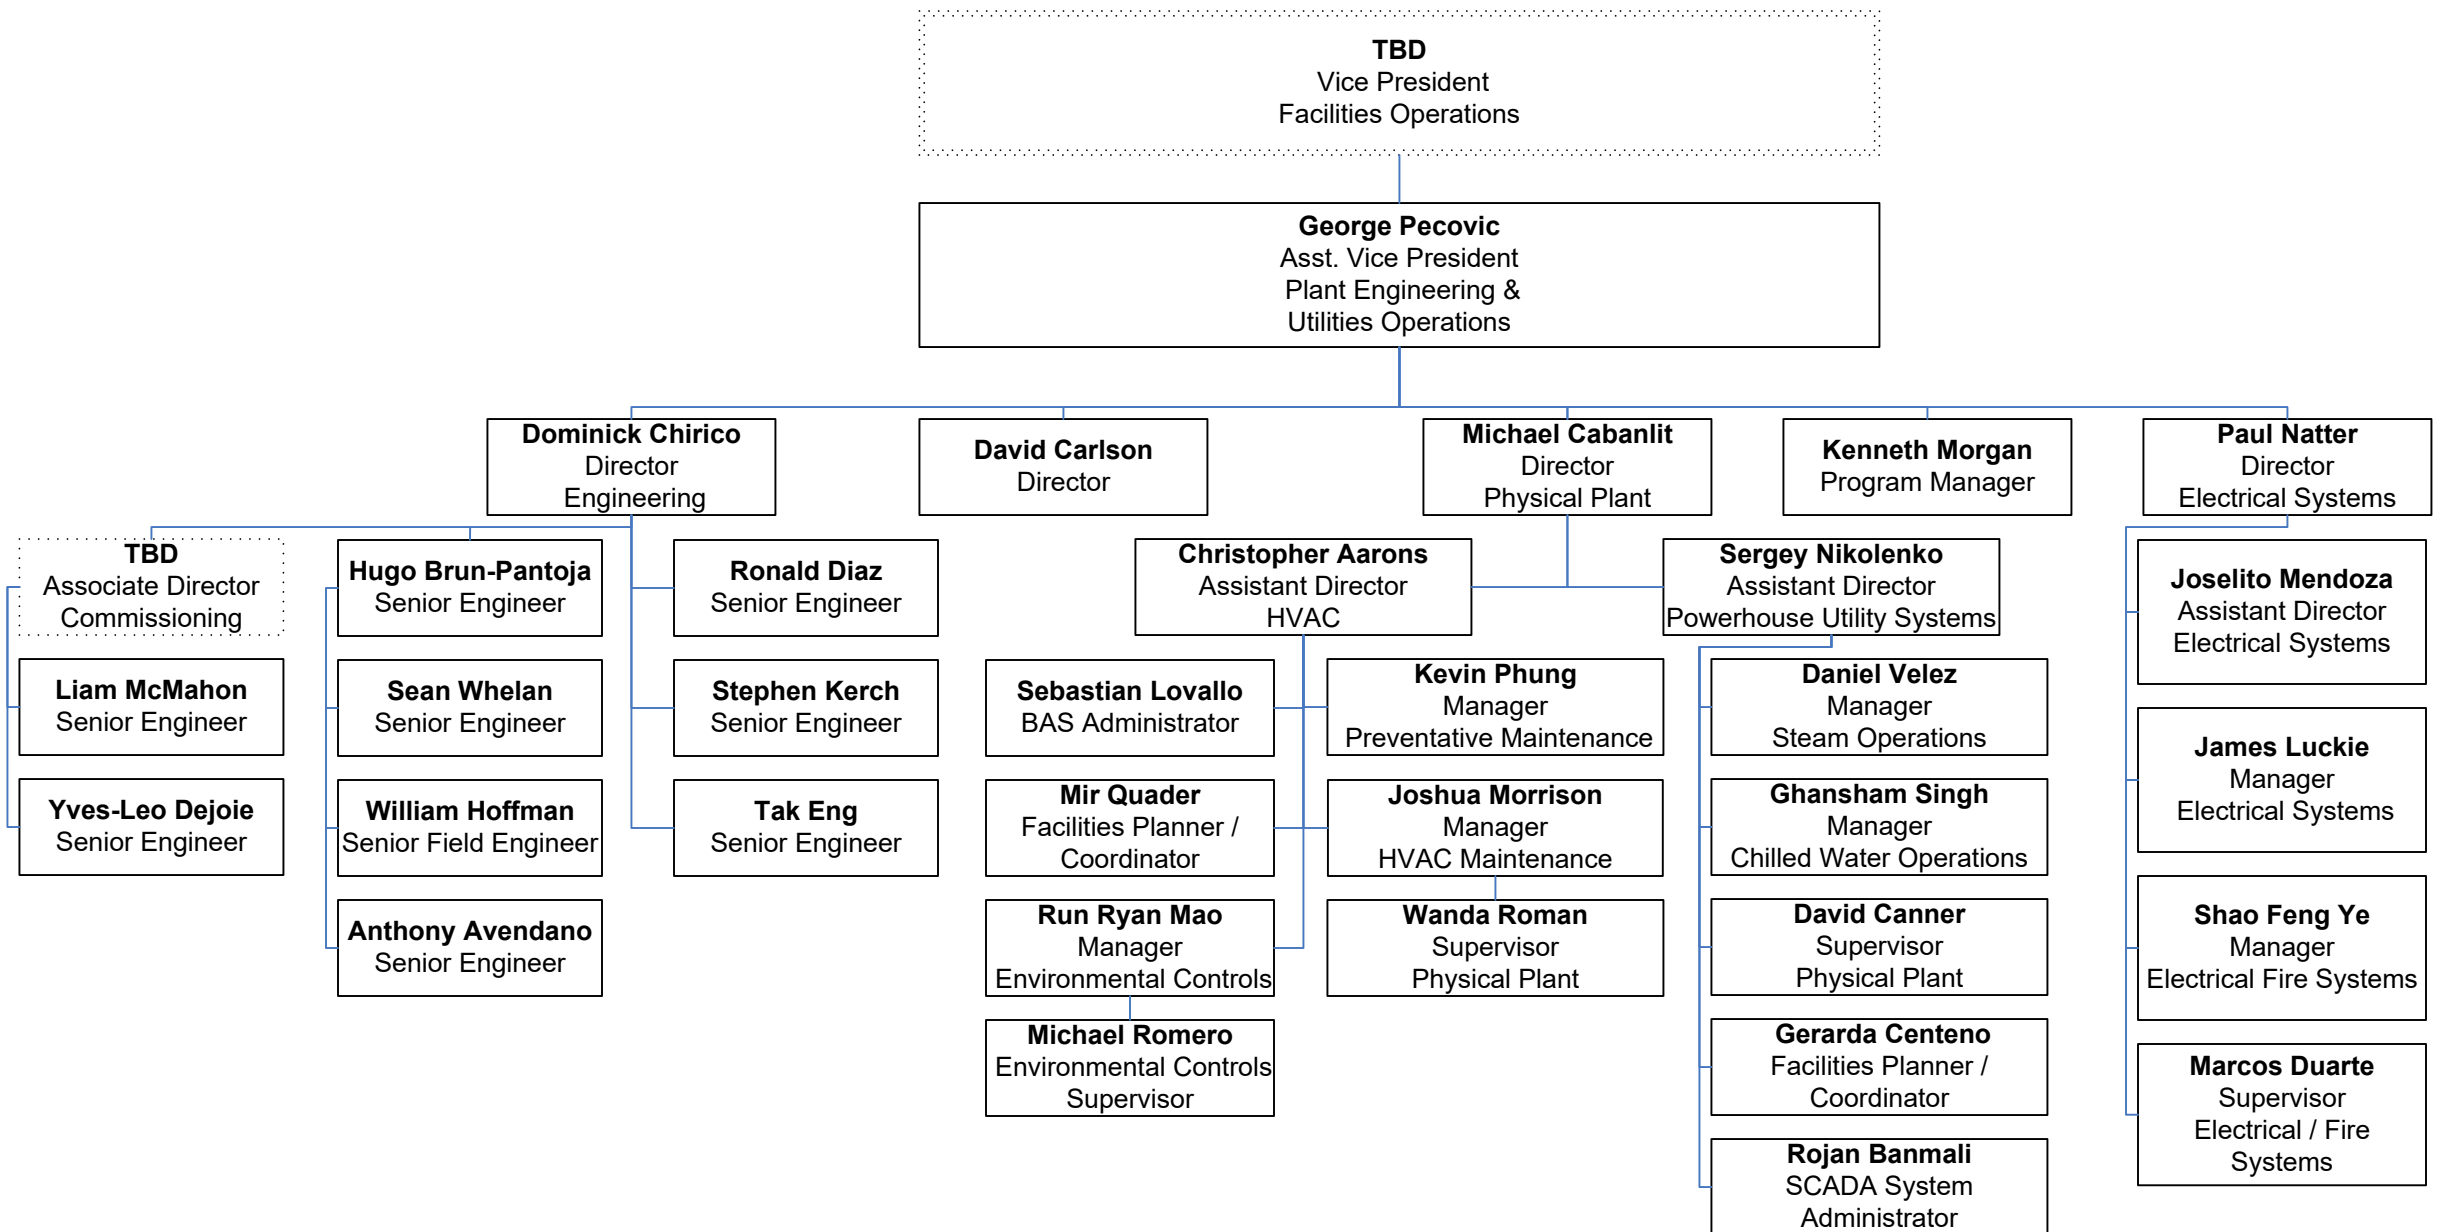 TBD
Vice President
Facilities Operations
George Pecovic
Asst. Vice President
Plant Engineering &
Utilities Operations
Dominick Chirico
Director
Engineering
David Carlson
Director
Michael Cabanlit
Director
Physical Plant
Kenneth Morgan
Program Manager
Paul Natter
Director
Electrical Systems
TBD
Associate Director
Commissioning
Liam McMahon
Senior Engineer
Yves-Leo Dejoie
Senior Engineer
Hugo Brun-Pantoja
Senior Engineer
Sean Whelan
Senior Engineer
William Hoffman
Senior Field Engineer
Anthony Avendano
Senior Engineer
Ronald Diaz
Senior Engineer
Stephen Kerch
Senior Engineer
Tak Eng
Senior Engineer
Christopher Aarons
Assistant Director
HVAC
Sebastian Lovallo
BAS Administrator
Mir Quader
Facilities Planner /
Coordinator
Run Ryan Mao
Manager
Environmental Controls
Michael Romero
Environmental Controls
Supervisor
Kevin Phung
Manager
Preventative Maintenance
Joshua Morrison
Manager
HVAC Maintenance
Wanda Roman
Supervisor
Physical Plant
Sergey Nikolenko
Assistant Director
Powerhouse Utility Systems
Daniel Velez
Manager
Steam Operations
Ghansham Singh
Manager
Chilled Water Operations
David Canner
Supervisor
Physical Plant
Gerarda Centeno
Facilities Planner /
Coordinator
Rojan Banmali
SCADA System
Administrator
Joselito Mendoza
Assistant Director
Electrical Systems
James Luckie
Manager
Electrical Systems
Shao Feng Ye
Manager
Electrical Fire Systems
Marcos Duarte
Supervisor
Electrical / Fire
Systems